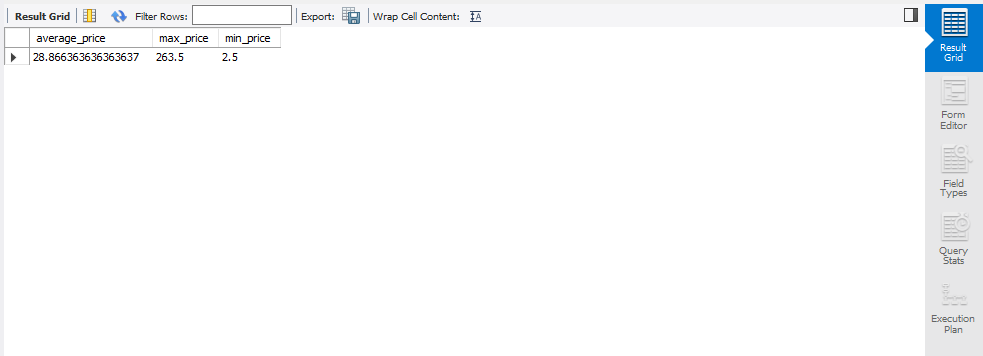 Result Grid Filter Rows: Export: Wrap Cell Content:
average_price max_price min_price
28.866363636363637 263.5 2.5
Result
Grid
Form
Editor
Field
Types
Query
Stats
Execution
Plan